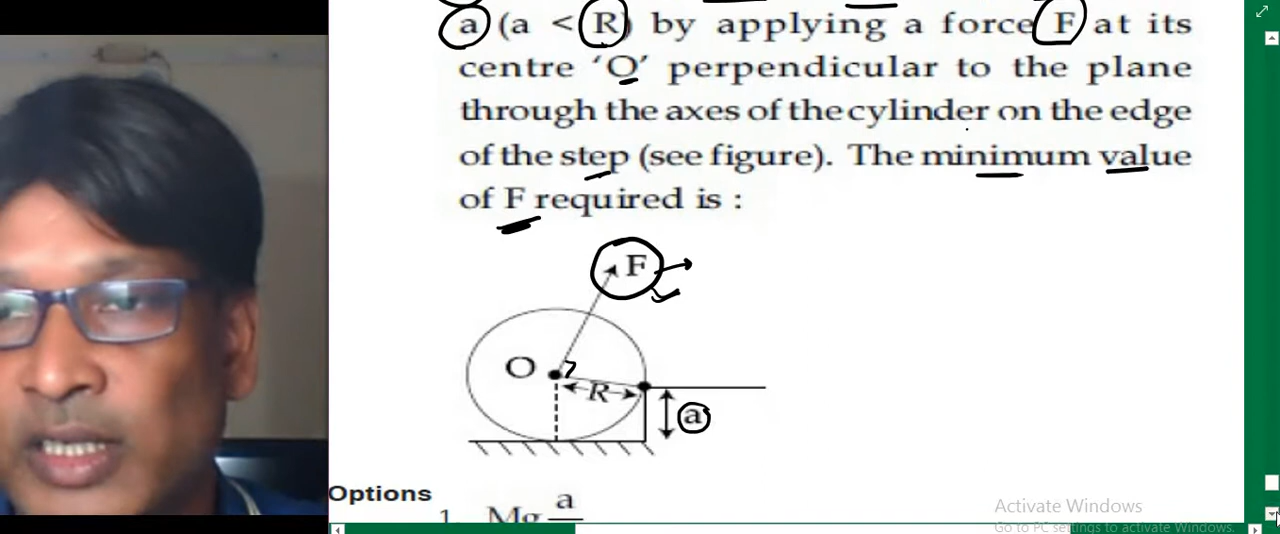 a (a < R) by applying a force F at its
centre ‘O’ perpendicular to the plane
through the axes of the cylinder on the edge
of the step (see figure). The minimum value
of F required is :
F
O
R
a
Options
1. Mg a
Activate Windows
Go to PC settings to activate Windows.